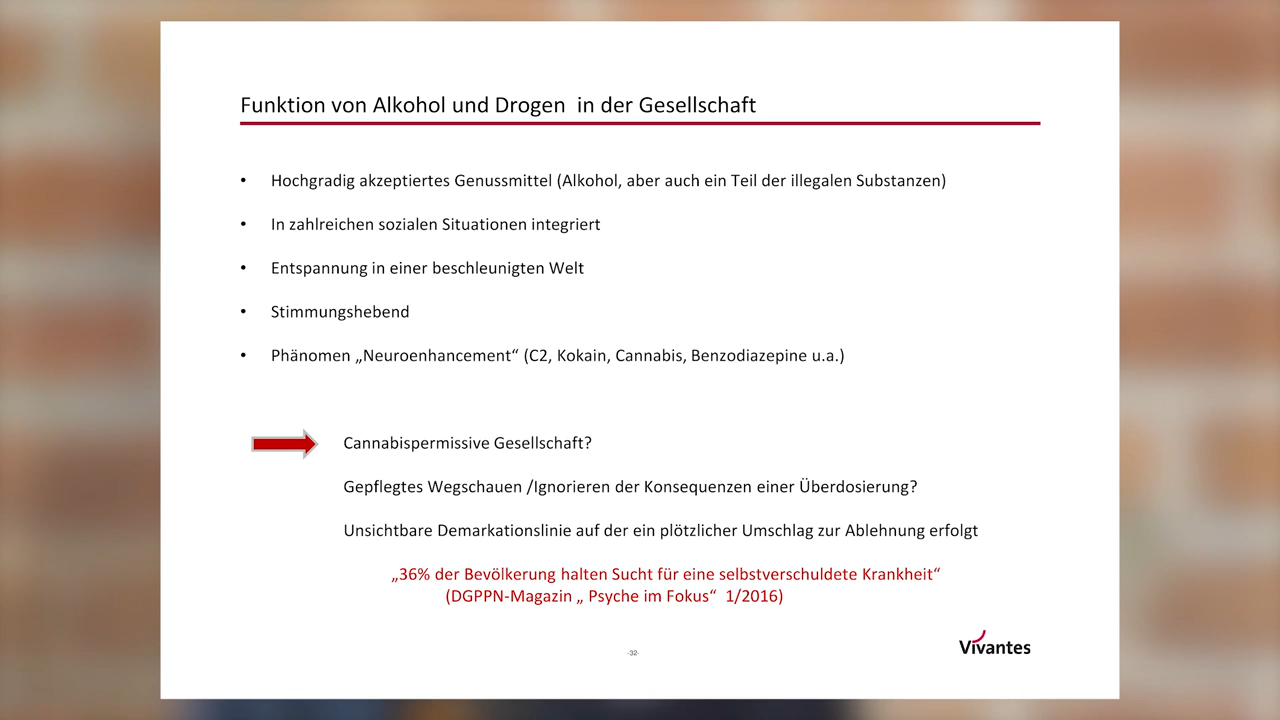 Funktion von Alkohol und Drogen in der Gesellschaft
• Hochgradig akzeptiertes Genussmittel (Alkohol, aber auch ein Teil der illegalen Substanzen)
• In zahlreichen sozialen Situationen integriert
• Entspannung in einer beschleunigten Welt
• Stimmungshebend
• Phänomen „Neuroenhancement“ (C2, Kokain, Cannabis, Benzodiazepine u.a.)
Cannabispermissive Gesellschaft?
Gepflegtes Wegschauen /Ignorieren der Konsequenzen einer Überdosierung?
Unsichtbare Demarkationslinie auf der ein plötzlicher Umschlag zur Ablehnung erfolgt
„36% der Bevölkerung halten Sucht für eine selbstverschuldete Krankheit“
(DGPPN-Magazin „ Psyche im Fokus“ 1/2016)
-32-
Vivantes